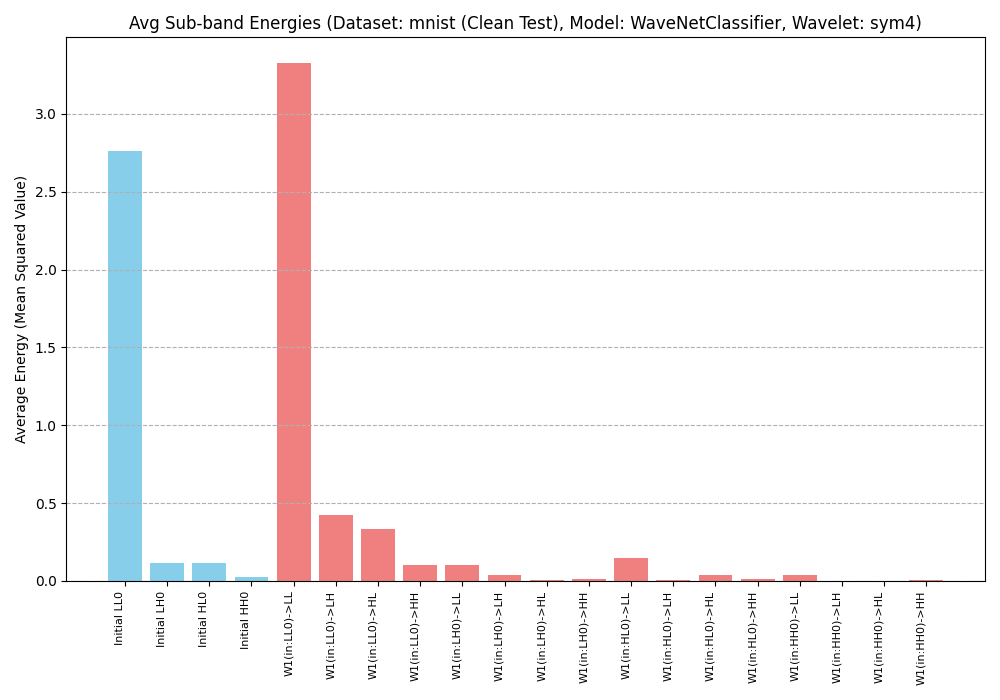 Avg Sub-band Energies (Dataset: mnist (Clean Test), Model: WaveNetClassifier, Wavelet: sym4)
Average Energy (Mean Squared Value)
3.0
2.5
2.0
1.5
1.0
0.5
0.0
Initial LL0
Initial LH0
Initial HL0
Initial HH0
W1(in:LL0)->LL
W1(in:LL0)->LH
W1(in:LL0)->HL
W1(in:LL0)->HH
W1(in:LH0)->LL
W1(in:LH0)->LH
W1(in:LH0)->HL
W1(in:LH0)->HH
W1(in:HL0)->LL
W1(in:HL0)->LH
W1(in:HL0)->HL
W1(in:HL0)->HH
W1(in:HH0)->LL
W1(in:HH0)->LH
W1(in:HH0)->HL
W1(in:HH0)->HH